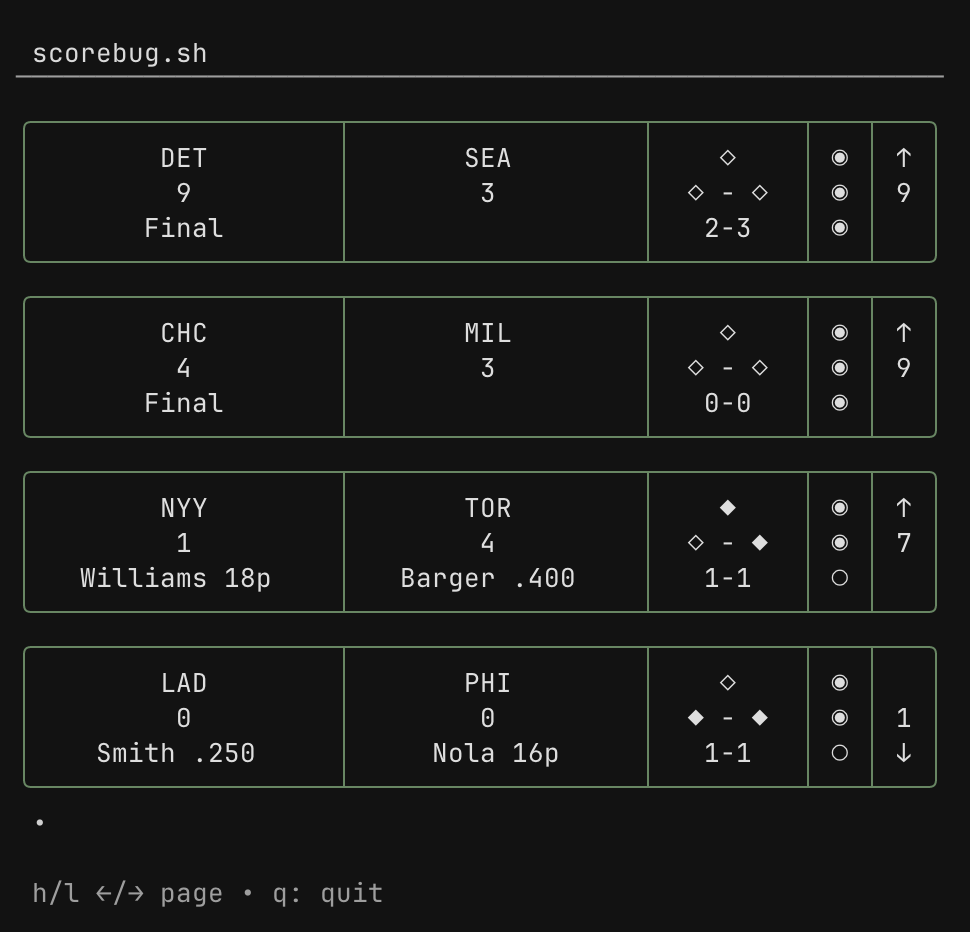 scorebug.sh
DET SEA ◇ ◉ ↑
9 3 ◇ - ◇ ◉ 9
Final 2-3 ◉
CHC MIL ◇ ◉ ↑
4 3 ◇ - ◇ ◉ 9
Final 0-0 ◉
NYY TOR ◆ ◉ ↑
1 4 ◇ - ◆ ◉ 7
Williams 18p Barger .400 1-1 ○
LAD PHI ◇ ◉
0 0 ◆ - ◆ ◉ 1
Smith .250 Nola 16p 1-1 ○ ↓
•
h/l ←/→ page • q: quit